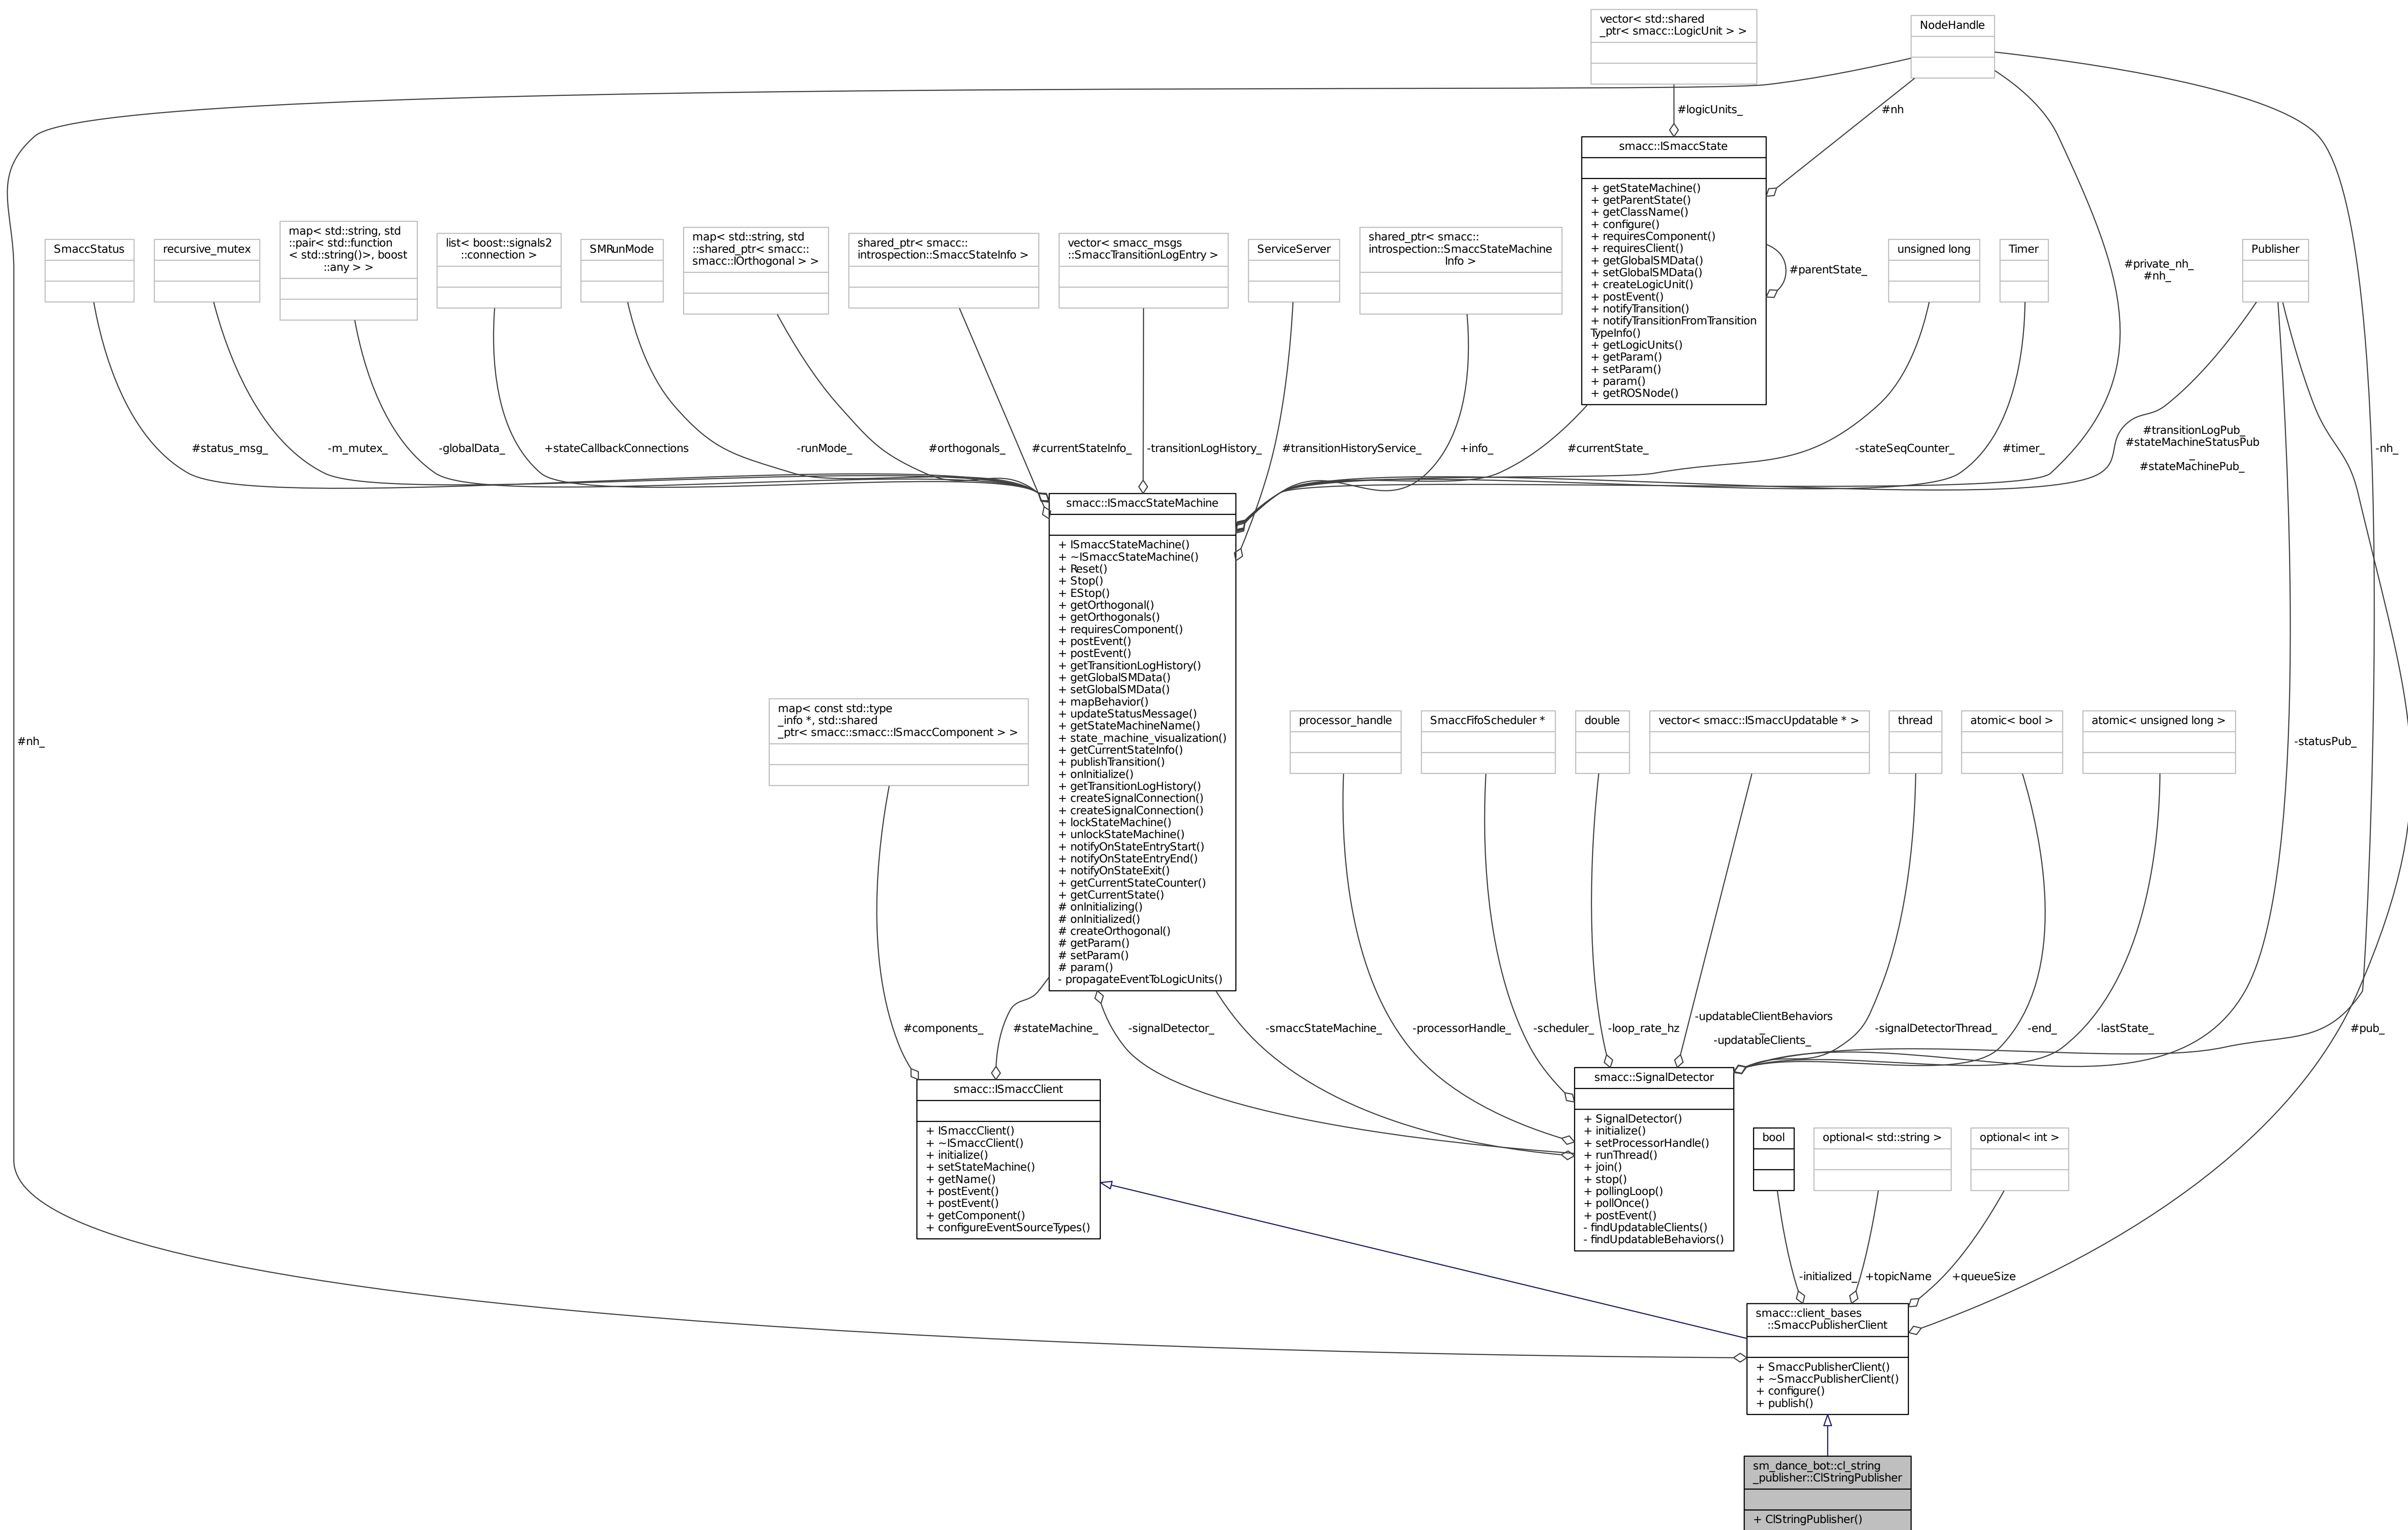 vector< std::shared
_ptr< smacc::LogicUnit > >
NodeHandle
#logicUnits_
#nh
smacc::ISmaccState
+ getStateMachine()
+ getParentState()
+ getClassName()
+ configure()
+ requiresComponent()
+ requiresClient()
+ getGlobalSMData()
+ setGlobalSMData()
+ createLogicUnit()
+ postEvent()
+ notifyTransition()
+ notifyTransitionFromTransition
TypeInfo()
+ getLogicUnits()
+ getParam()
+ setParam()
+ param()
+ getROSNode()
#parentState_
SmaccStatus
recursive_mutex
map< std::string, std
::pair< std::function
< std::string()>, boost
::any > >
list< boost::signals2
::connection >
SMRunMode
map< std::string, std
::shared_ptr< smacc::
smacc::IOrthogonal > >
shared_ptr< smacc::
introspection::SmaccStateInfo >
vector< smacc_msgs
::SmaccTransitionLogEntry >
ServiceServer
shared_ptr< smacc::
introspection::SmaccStateMachine
Info >
unsigned long
Timer
Publisher
#private_nh_
#nh_
#status_msg_
-m_mutex_
-globalData_
+stateCallbackConnections
-runMode_
#orthogonals_
#currentStateInfo_
-transitionLogHistory_
#transitionHistoryService_
+info_
#currentState_
-stateSeqCounter_
#timer_
#transitionLogPub_
#stateMachineStatusPub
_
#stateMachinePub_
-nh_
smacc::ISmaccStateMachine
+ ISmaccStateMachine()
+ ~ISmaccStateMachine()
+ Reset()
+ Stop()
+ EStop()
+ getOrthogonal()
+ getOrthogonals()
+ requiresComponent()
+ postEvent()
+ postEvent()
+ getTransitionLogHistory()
+ getGlobalSMData()
+ setGlobalSMData()
+ mapBehavior()
+ updateStatusMessage()
+ getStateMachineName()
+ state_machine_visualization()
+ getCurrentStateInfo()
+ publishTransition()
+ onInitialize()
+ getTransitionLogHistory()
+ createSignalConnection()
+ createSignalConnection()
+ lockStateMachine()
+ unlockStateMachine()
+ notifyOnStateEntryStart()
+ notifyOnStateEntryEnd()
+ notifyOnStateExit()
+ getCurrentStateCounter()
+ getCurrentState()
# onInitializing()
# onInitialized()
# createOrthogonal()
# getParam()
# setParam()
# param()
- propagateEventToLogicUnits()
#nh_
map< const std::type
_info *, std::shared
_ptr< smacc::smacc::ISmaccComponent > >
processor_handle
SmaccFifoScheduler *
double
vector< smacc::ISmaccUpdatable * >
thread
atomic< bool >
atomic< unsigned long >
-statusPub_
#components_
#stateMachine_
-signalDetector_
-smaccStateMachine_
-processorHandle_
-scheduler_
-loop_rate_hz
-updatableClientBehaviors
_
-updatableClients_
-signalDetectorThread_
-end_
-lastState_
#pub_
smacc::ISmaccClient
+ ISmaccClient()
+ ~ISmaccClient()
+ initialize()
+ setStateMachine()
+ getName()
+ postEvent()
+ postEvent()
+ getComponent()
+ configureEventSourceTypes()
smacc::SignalDetector
+ SignalDetector()
+ initialize()
+ setProcessorHandle()
+ runThread()
+ join()
+ stop()
+ pollingLoop()
+ pollOnce()
+ postEvent()
- findUpdatableClients()
- findUpdatableBehaviors()
bool
optional< std::string >
optional< int >
-initialized_
+topicName
+queueSize
smacc::client_bases
::SmaccPublisherClient
+ SmaccPublisherClient()
+ ~SmaccPublisherClient()
+ configure()
+ publish()
sm_dance_bot::cl_string
_publisher::ClStringPublisher
+ ClStringPublisher()